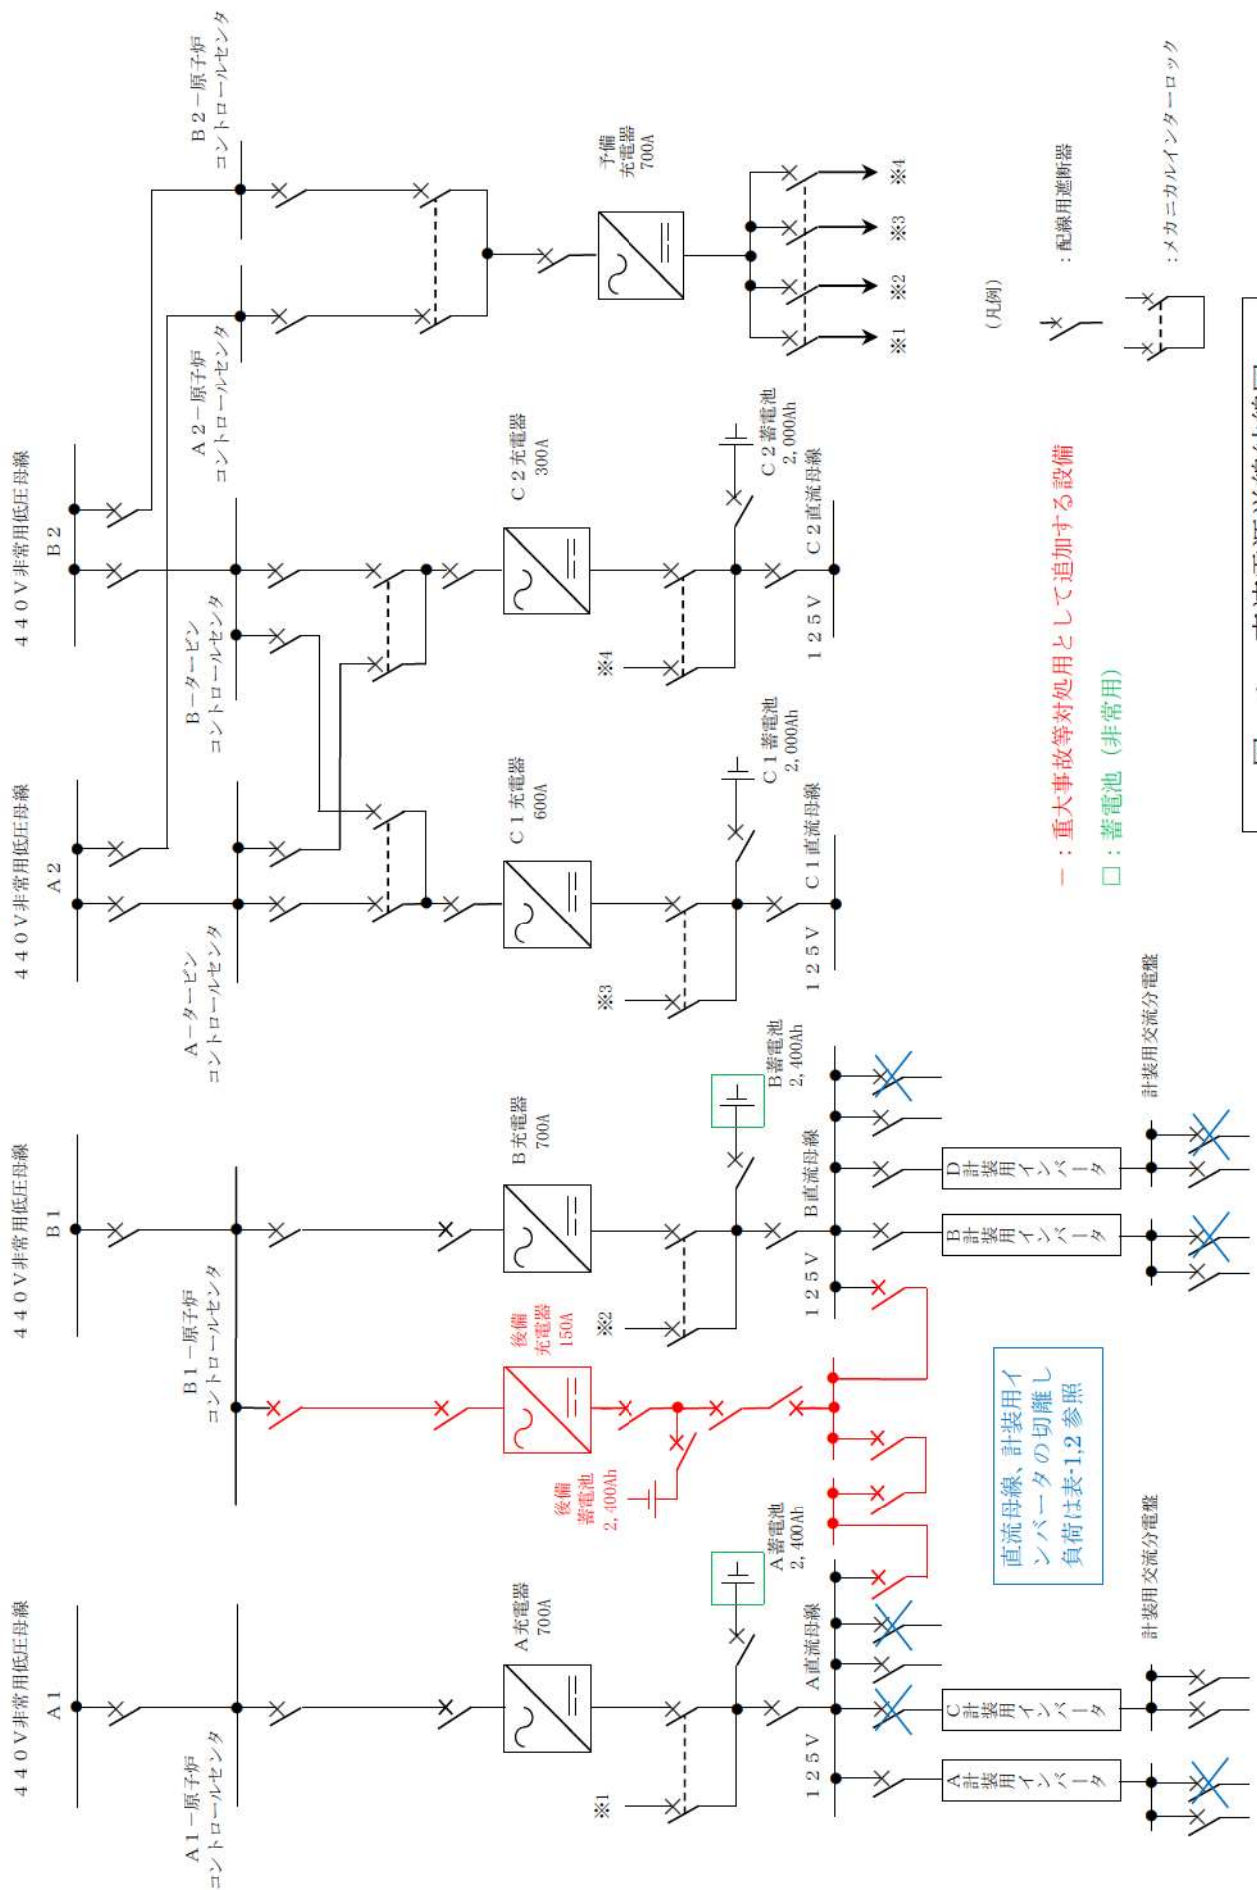 440V非常用低圧母線
A1
440V非常用低圧母線
B1
440V非常用低圧母線
A2
440V非常用低圧母線
B2
A1－原子炉
コントロールセンタ
B1－原子炉
コントロールセンタ
A－タービン
コントロールセンタ
B－タービン
コントロールセンタ
A2－原子炉
コントロールセンタ
B2－原子炉
コントロールセンタ
A充電器
700A
後備
充電器
150A
B充電器
700A
C1充電器
600A
C2充電器
300A
予備
充電器
700A
※1
※2
※3
※4
後備
蓄電池
2,400Ah
A蓄電池
2,400Ah
B蓄電池
2,400Ah
C1蓄電池
2,000Ah
C2蓄電池
2,000Ah
125V A直流母線
125V B直流母線
125V C1直流母線
125V C2直流母線
※1
※2
※3
※4
A計装用インバータ
C計装用インバータ
B計装用インバータ
D計装用インバータ
計装用交流分電盤
計装用交流分電盤
直流母線、計装用イ
ンバータの切離し
負荷は表-1,2 参照
－：重大事故等対処用として追加する設備
□：蓄電池（非常用）
(凡例)
：配線用遮断器
：メカニカルインターロック